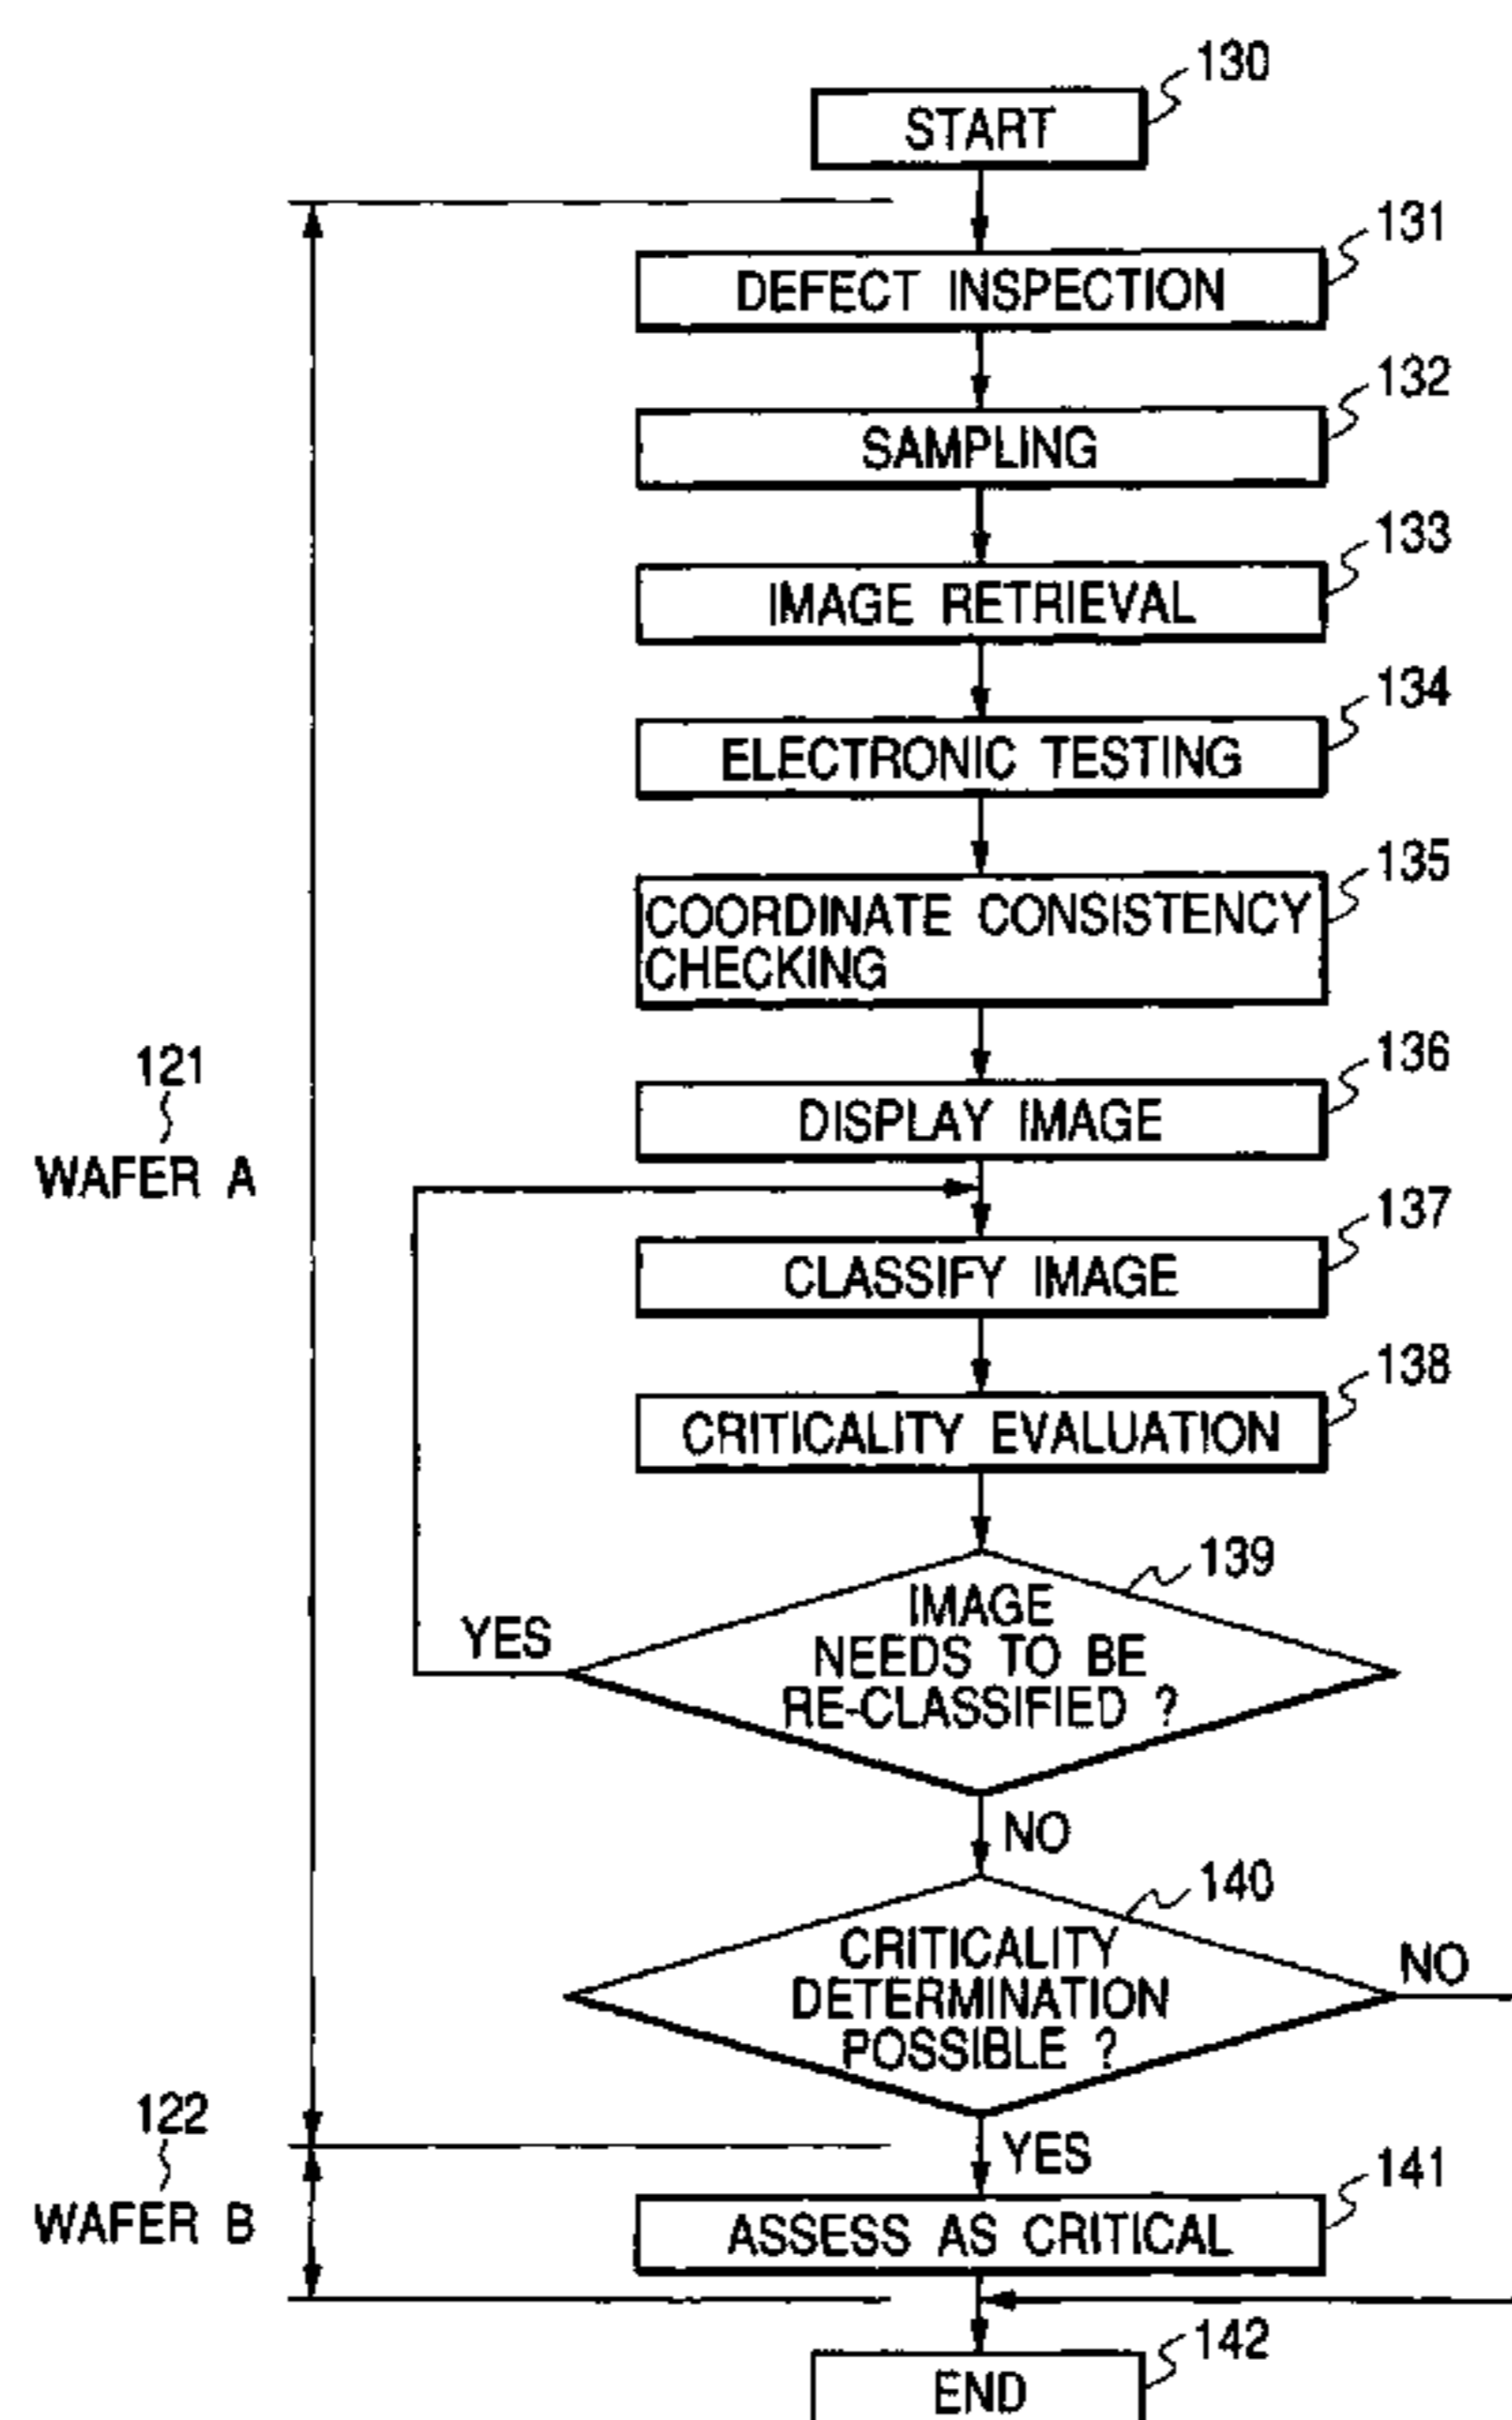 130
START
131
DEFECT INSPECTION
132
SAMPLING
133
IMAGE RETRIEVAL
134
ELECTRONIC TESTING
135
COORDINATE CONSISTENCY
CHECKING
136
DISPLAY IMAGE
121
WAFER A
137
CLASSIFY IMAGE
138
CRITICALITY EVALUATION
139
IMAGE
NEEDS TO BE
RE-CLASSIFIED ?
YES
NO
140
CRITICALITY
DETERMINATION
POSSIBLE ?
NO
YES
122
WAFER B
141
ASSESS AS CRITICAL
142
END